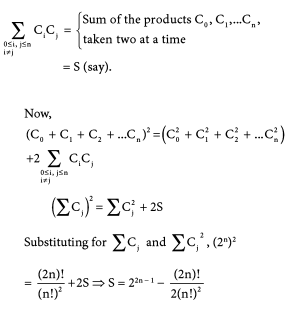 ∑ CᵢCⱼ = { Sum of the products C₀, C₁,...Cₙ,
0≤i, j≤n
i≠j
taken two at a time
= S (say).
Now,
(C₀ + C₁ + C₂ + ...Cₙ)² =(C₀² + C₁² + C₂² + ...Cₙ²)
+2 ∑ CᵢCⱼ
0≤i, j≤n
i≠j
(∑Cⱼ)² = ∑Cⱼ² + 2S
Substituting for ∑Cⱼ and ∑Cⱼ², (2ⁿ)²
= (2n)!/(n!)² +2S ⇒ S = 2²ⁿ⁻¹ − (2n)!/2(n!)²